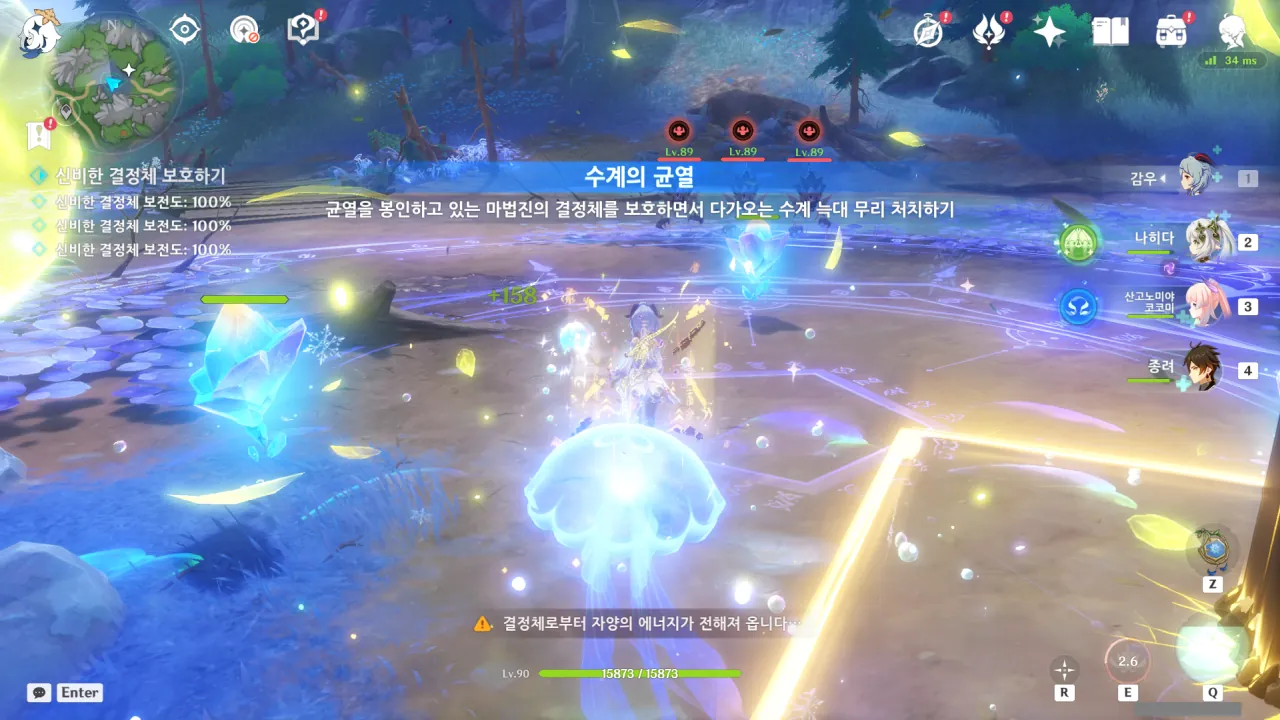 N
34 ms
Lv.89 Lv.89 Lv.89
신비한 결정체 보호하기
신비한 결정체 보전도: 100%
신비한 결정체 보전도: 100%
신비한 결정체 보전도: 100%
수계의 균열
균열을 봉인하고 있는 마법진의 결정체를 보호하면서 다가오는 수계 늑대 무리 처치하기
감우 1
나히다 2
산고노미야
코코미 3
종려 4
+158
Z
결정체로부터 자양의 에너지가 전해져 옵니다…
Lv.90 15873 / 15873
2.6
R E Q
Enter